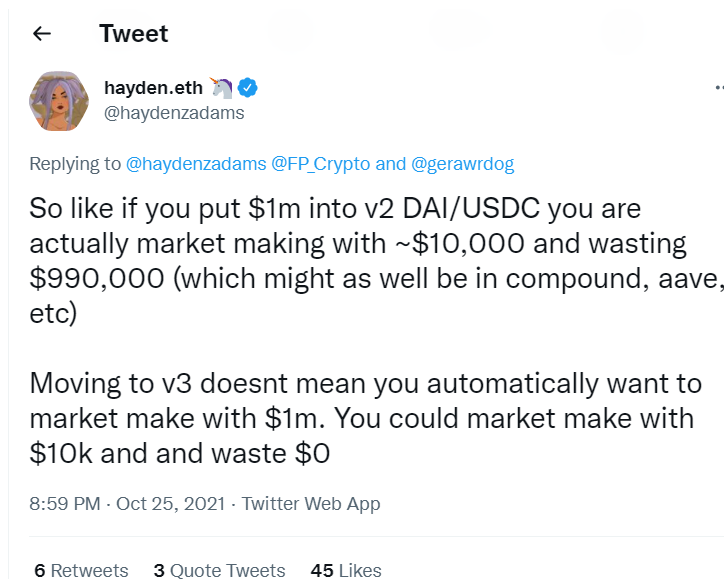 Tweet
hayden.eth 🦄
@haydenzadams
Replying to @haydenzadams @FP_Crypto and @gerawrdog
So like if you put $1m into v2 DAI/USDC you are
actually market making with ~$10,000 and wasting
$990,000 (which might as well be in compound, aave,
etc)
Moving to v3 doesnt mean you automatically want to
market make with $1m. You could market make with
$10k and and waste $0
8:59 PM · Oct 25, 2021 · Twitter Web App
6 Retweets 3 Quote Tweets 45 Likes